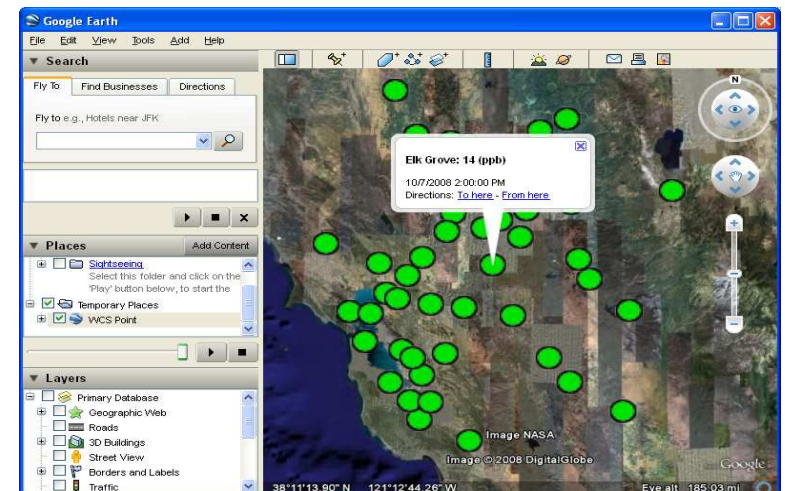 Google Earth
File Edit View Tools Add Help
Search
Fly To Find Businesses Directions
Fly to e.g., Hotels near JFK
Places Add Content
Sightseeing
Select this folder and click on the
'Play' button below, to start the
Temporary Places
WCS Point
Layers
Primary Database
Geographic Web
Roads
3D Buildings
Street View
Borders and Labels
Traffic
N
Elk Grove: 14 (ppb)
10/7/2008 2:00:00 PM
Directions: To here - From here
Image NASA
Image © 2008 DigitalGlobe
Google
38°11'13.90" N 121°12'44.26" W Eye alt 185.03 mi